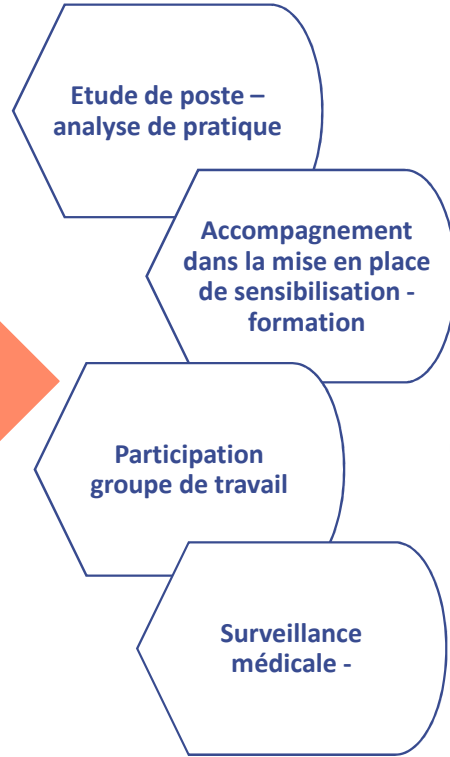 Etude de poste –
analyse de pratique
Accompagnement
dans la mise en place
de sensibilisation -
formation
Participation
groupe de travail
Surveillance
médicale -